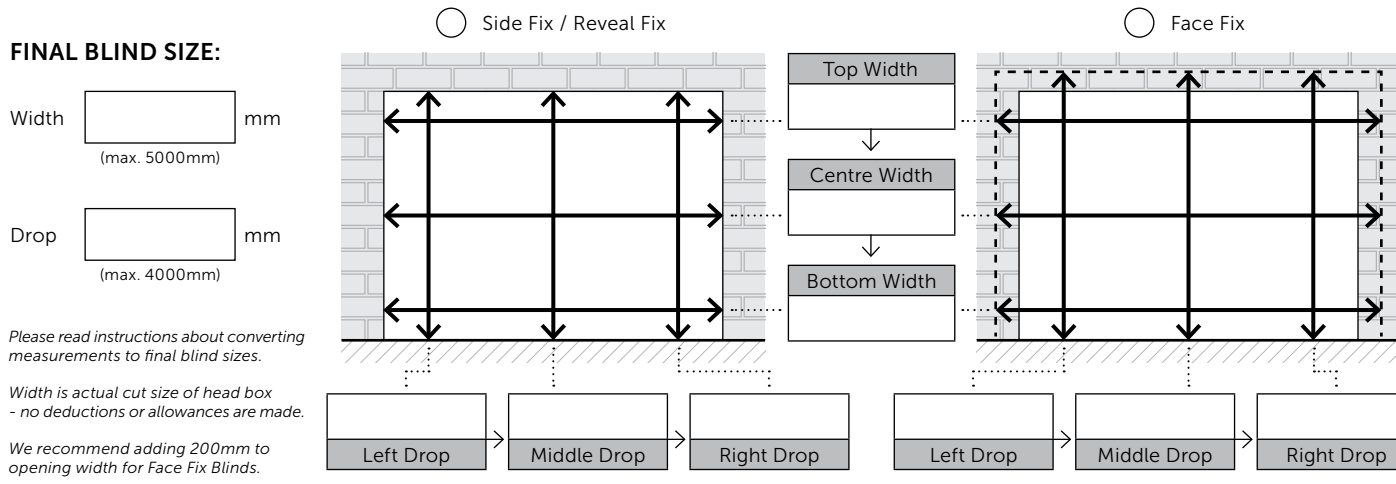 FINAL BLIND SIZE:
Width mm
(max. 5000mm)
Drop mm
(max. 4000mm)
Please read instructions about converting
measurements to final blind sizes.
Width is actual cut size of head box
- no deductions or allowances are made.
We recommend adding 200mm to
opening width for Face Fix Blinds.
Side Fix / Reveal Fix
Top Width
Centre Width
Bottom Width
Left Drop
Middle Drop
Right Drop
Face Fix
Left Drop
Middle Drop
Right Drop